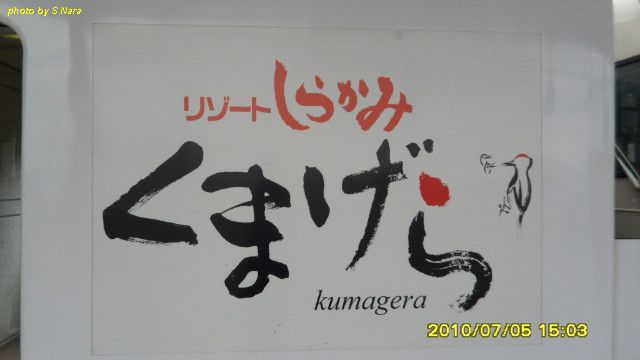 photo by S.Nara
リゾートしらかみ
くまげら
kumagera
2010/07/05 15:03